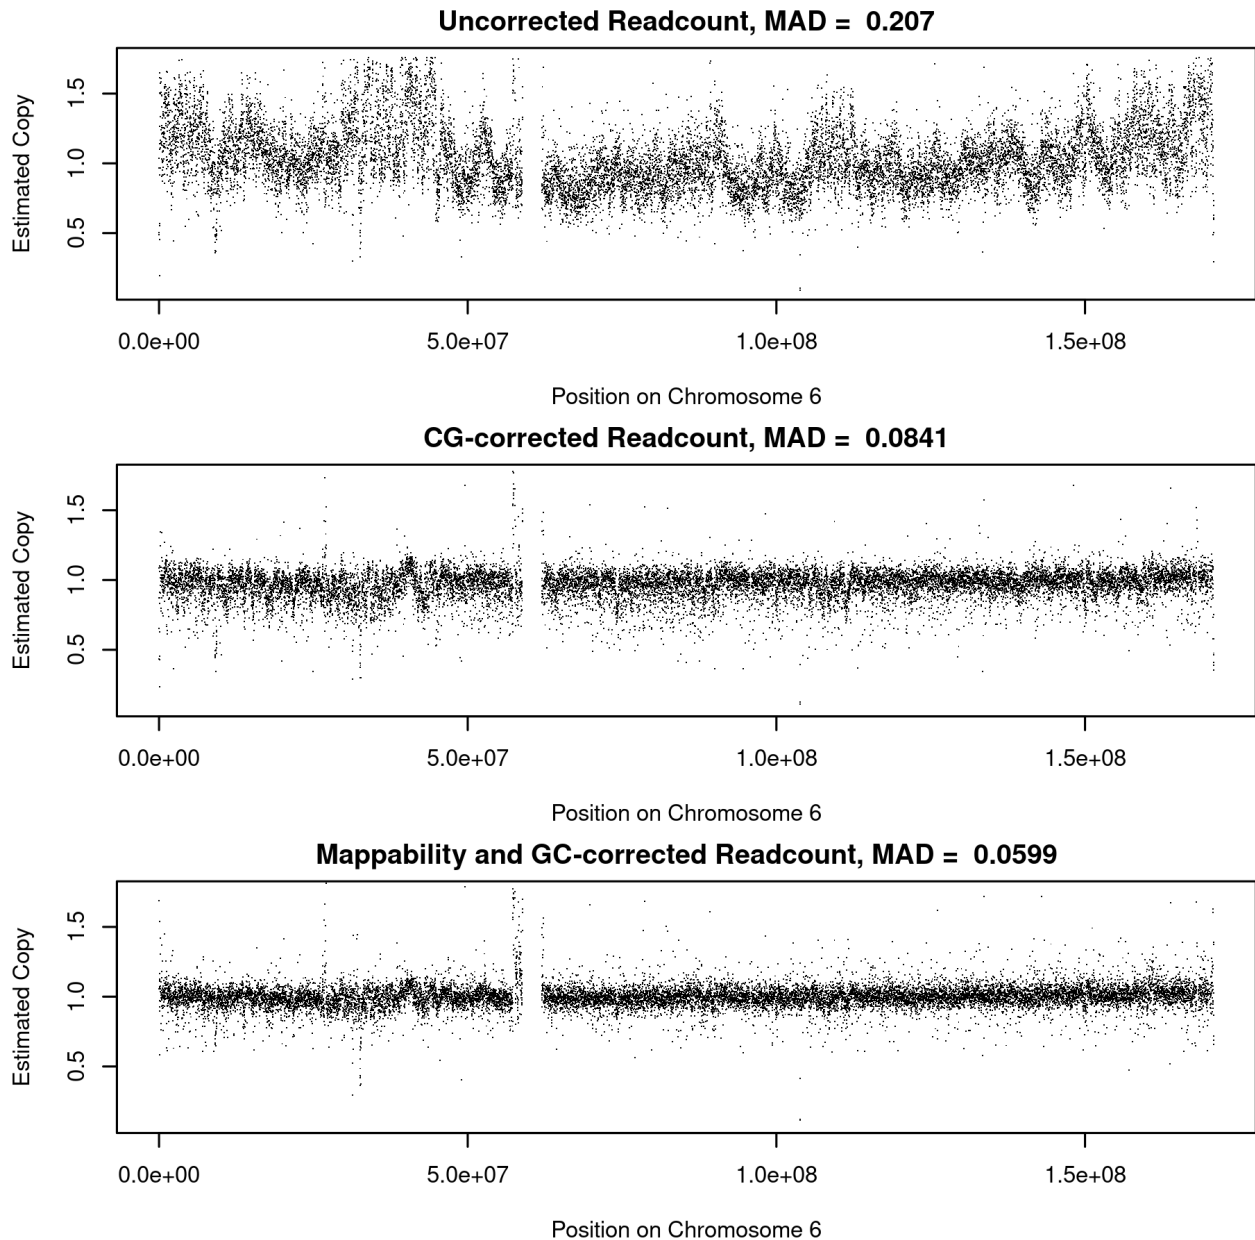 Uncorrected Readcount, MAD =  0.207
Estimated Copy
1.5
1.0
0.5
0.0e+00 5.0e+07 1.0e+08 1.5e+08
Position on Chromosome 6
CG-corrected Readcount, MAD =  0.0841
Estimated Copy
1.5
1.0
0.5
0.0e+00 5.0e+07 1.0e+08 1.5e+08
Position on Chromosome 6
Mappability and GC-corrected Readcount, MAD =  0.0599
Estimated Copy
1.5
1.0
0.5
0.0e+00 5.0e+07 1.0e+08 1.5e+08
Position on Chromosome 6